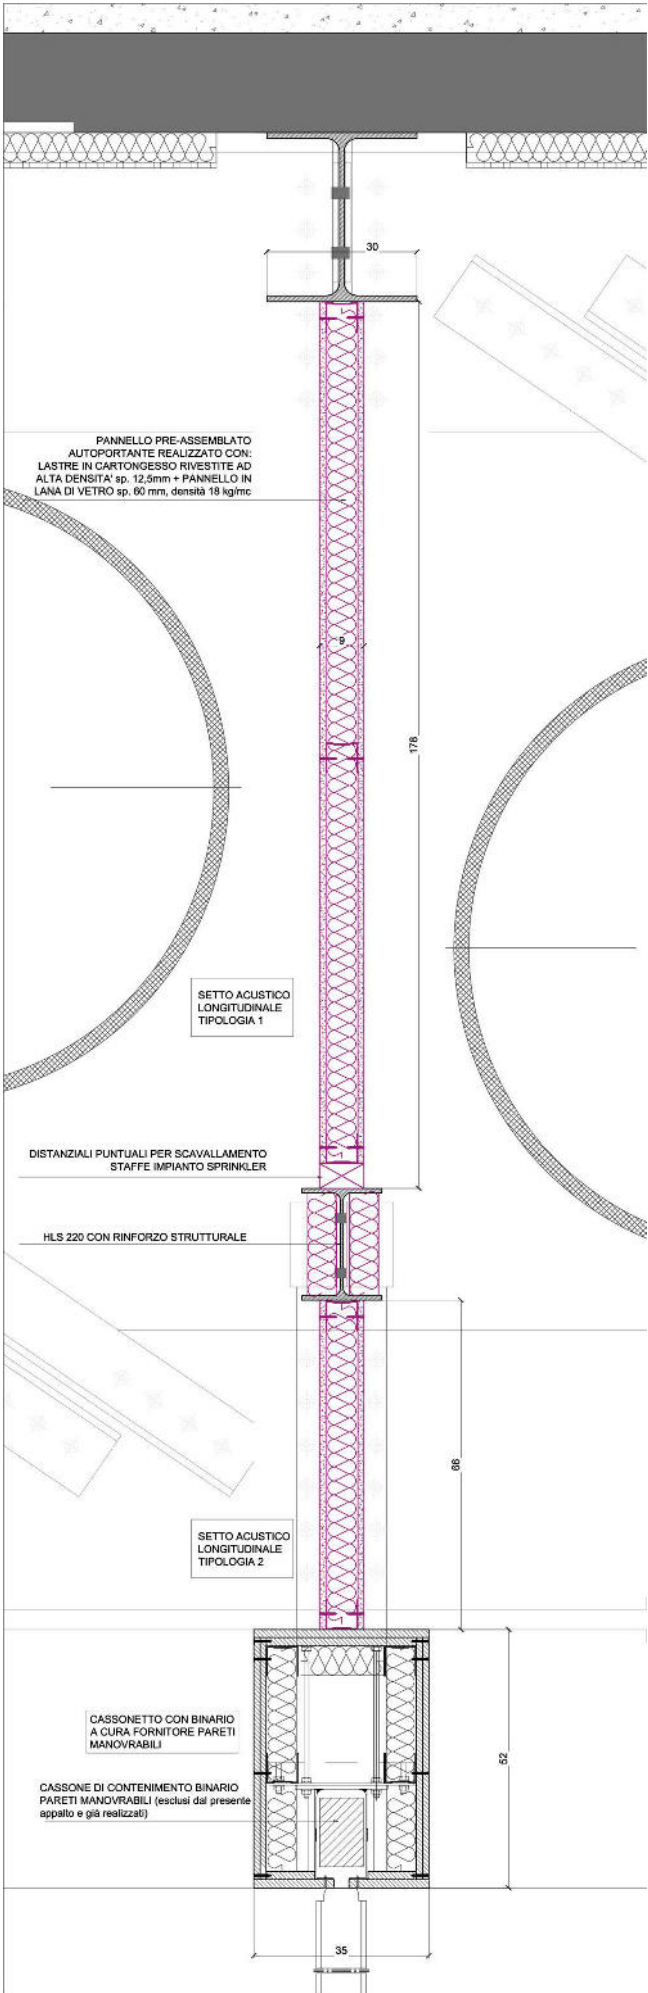 30
PANNELLO PRE-ASSEMBLATO
AUTOPORTANTE REALIZZATO CON:
LASTRE IN CARTONGESSO RIVESTITE AD
ALTA DENSITA' sp. 12,5mm + PANNELLO IN
LANA DI VETRO sp. 60 mm, densità 18 kg/mc
9
178
SETTO ACUSTICO
LONGITUDINALE
TIPOLOGIA 1
DISTANZIALI PUNTUALI PER SCAVALLAMENTO
STAFFE IMPIANTO SPRINKLER
HLS 220 CON RINFORZO STRUTTURALE
66
SETTO ACUSTICO
LONGITUDINALE
TIPOLOGIA 2
CASSONETTO CON BINARIO
A CURA FORNITORE PARETI
MANOVRABILI
52
CASSONE DI CONTENIMENTO BINARIO
PARETI MANOVRABILI (esclusi dal presente
appalto e già realizzati)
35